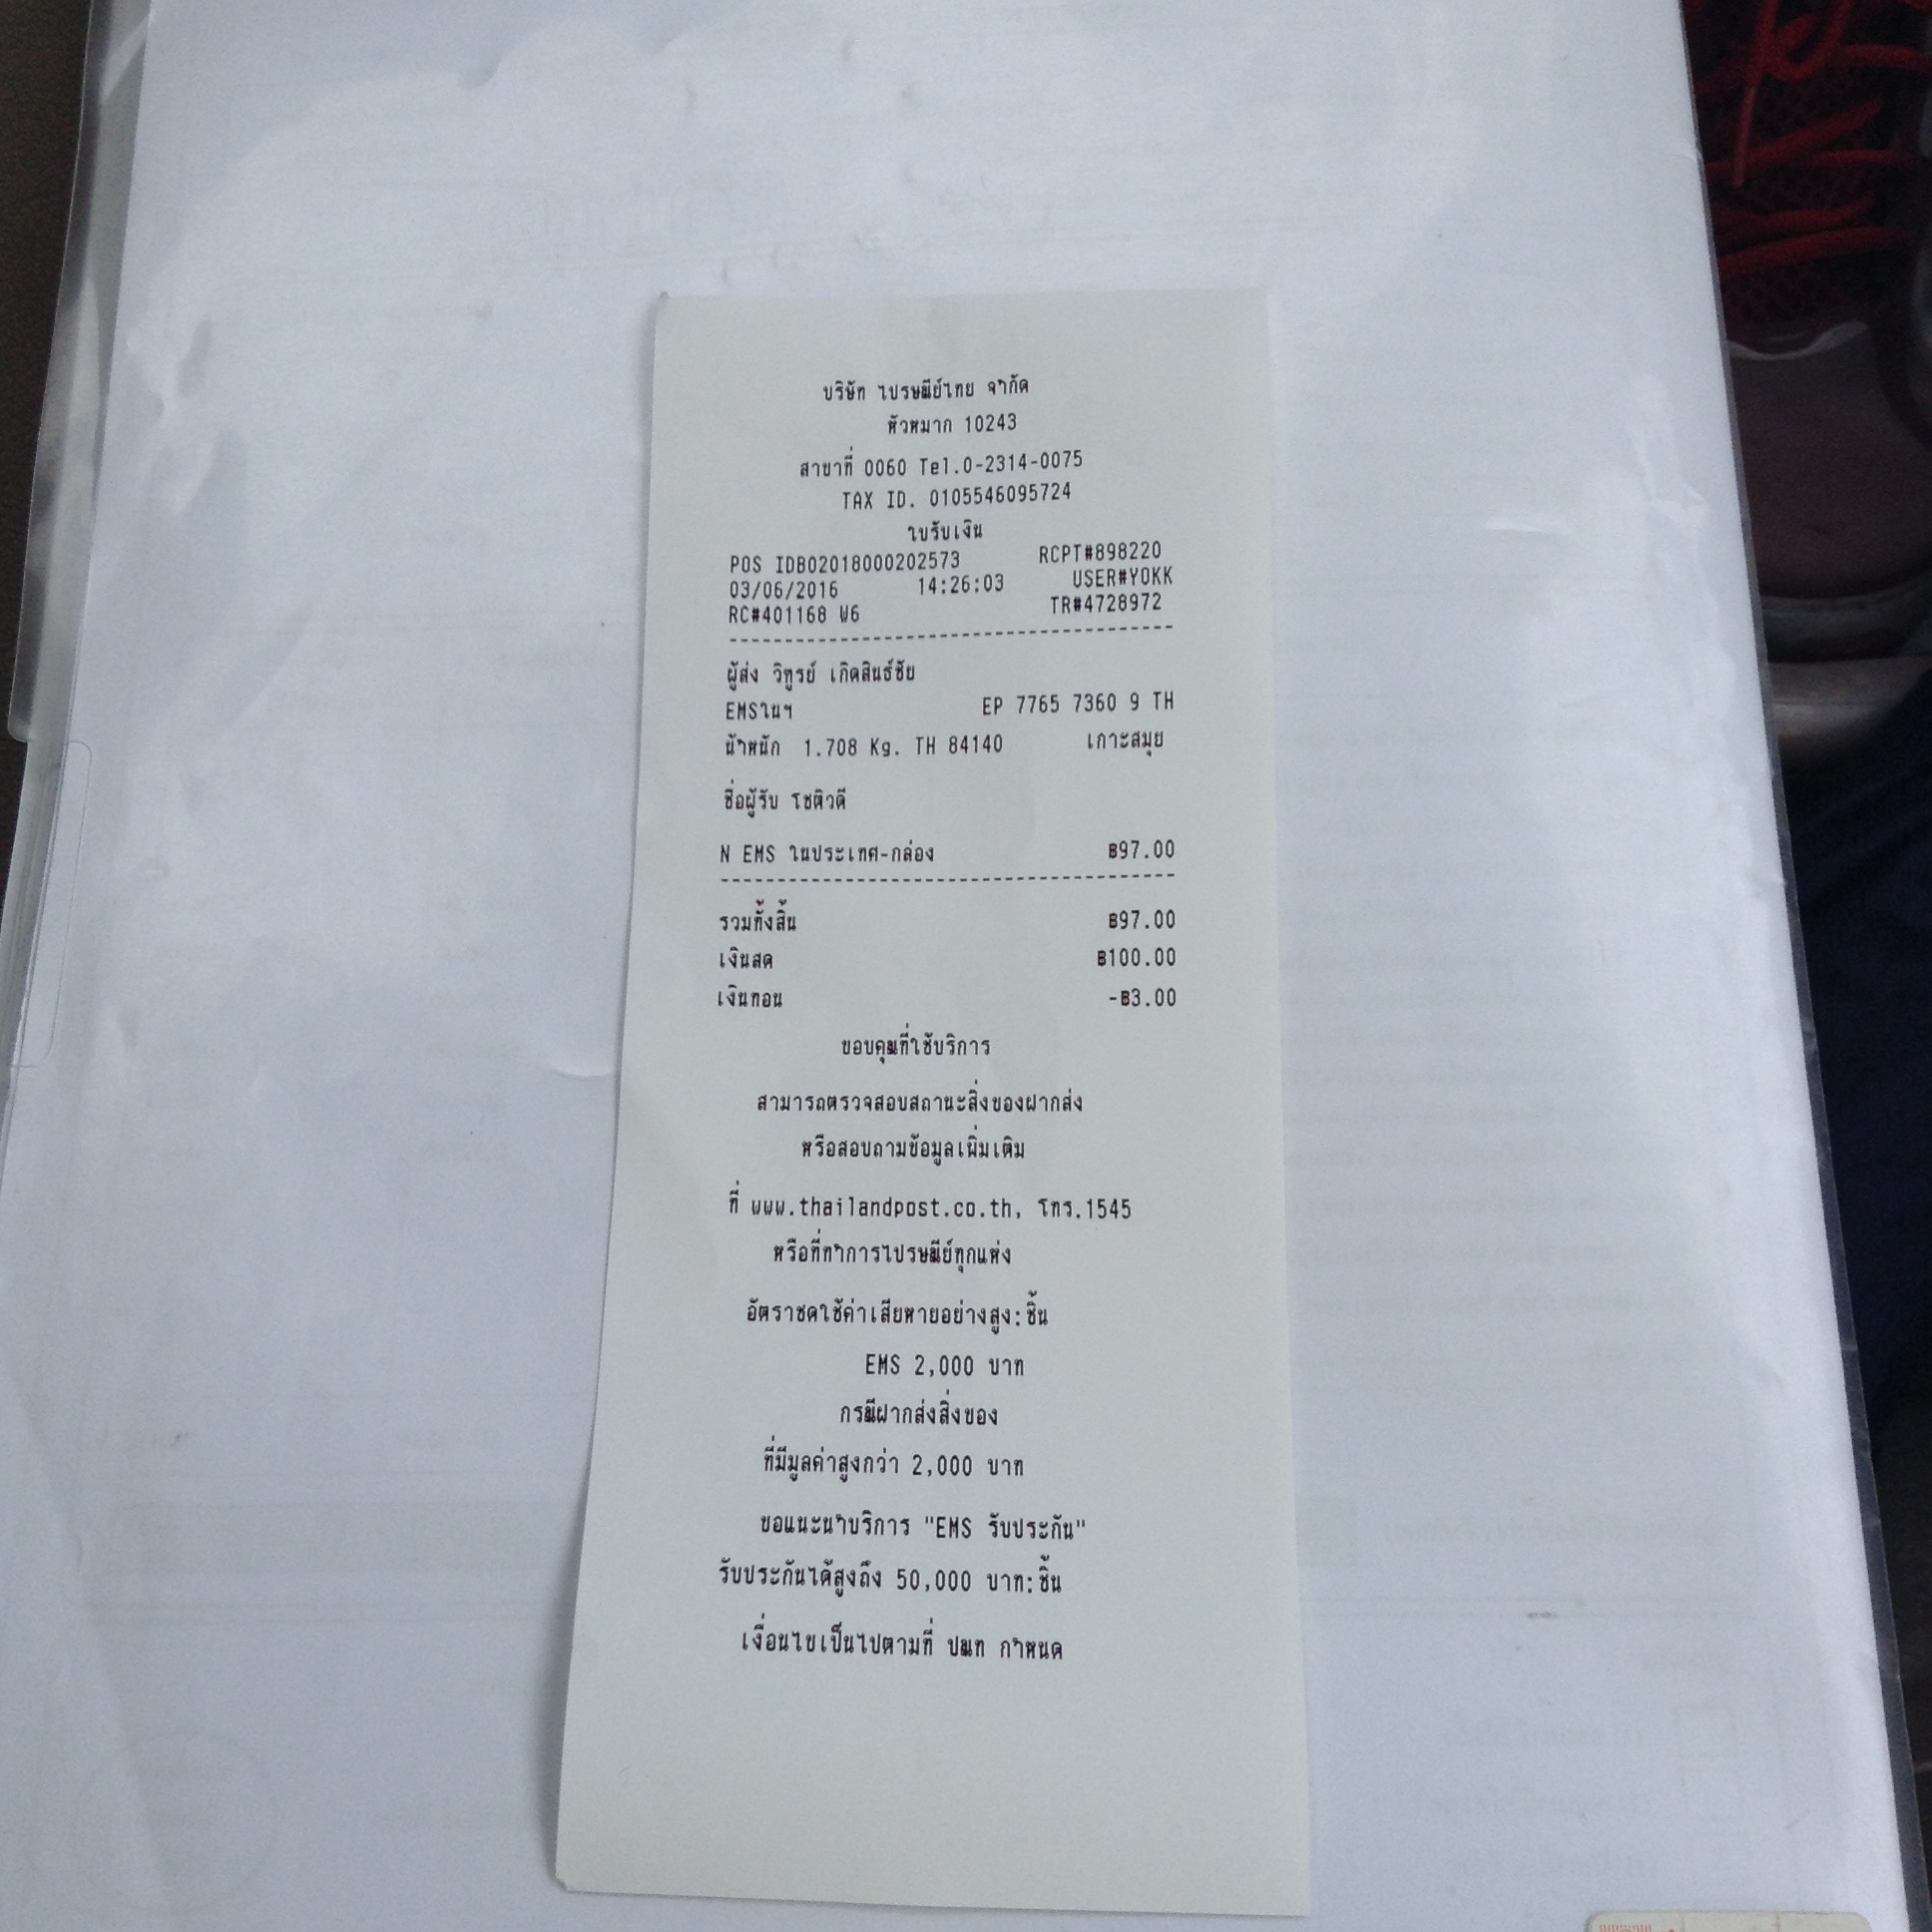 บริษัท ไปรษณีย์ไทย จำกัด
หัวหมาก 10243
สาขาที่ 0060 Tel.0-2314-0075
TAX ID. 0105546095724
ใบรับเงิน
POS IDB02018000202573 RCPT#898220
03/06/2016 14:26:03 USER#YOKK
RC#401168 W6 TR#4728972
ผู้ส่ง วิฑูรย์ เกิดสินธ์ชัย
EMSในฯ EP 7765 7360 9 TH
น้ำหนัก 1.708 Kg. TH 84140 เกาะสมุย
ชื่อผู้รับ โชติวดี
N EMS ในประเทศ-กล่อง ฿97.00
รวมทั้งสิ้น ฿97.00
เงินสด ฿100.00
เงินทอน -฿3.00
ขอบคุณที่ใช้บริการ
สามารถตรวจสอบสถานะสิ่งของฝากส่ง
หรือสอบถามข้อมูลเพิ่มเติม
ที่ www.thailandpost.co.th, โทร.1545
หรือที่ทำการไปรษณีย์ทุกแห่ง
อัตราชดใช้ค่าเสียหายอย่างสูง:ชิ้น
EMS 2,000 บาท
กรณีฝากส่งสิ่งของ
ที่มีมูลค่าสูงกว่า 2,000 บาท
ขอแนะนำบริการ "EMS รับประกัน"
รับประกันได้สูงถึง 50,000 บาท:ชิ้น
เงื่อนไขเป็นไปตามที่ ปณท กำหนด